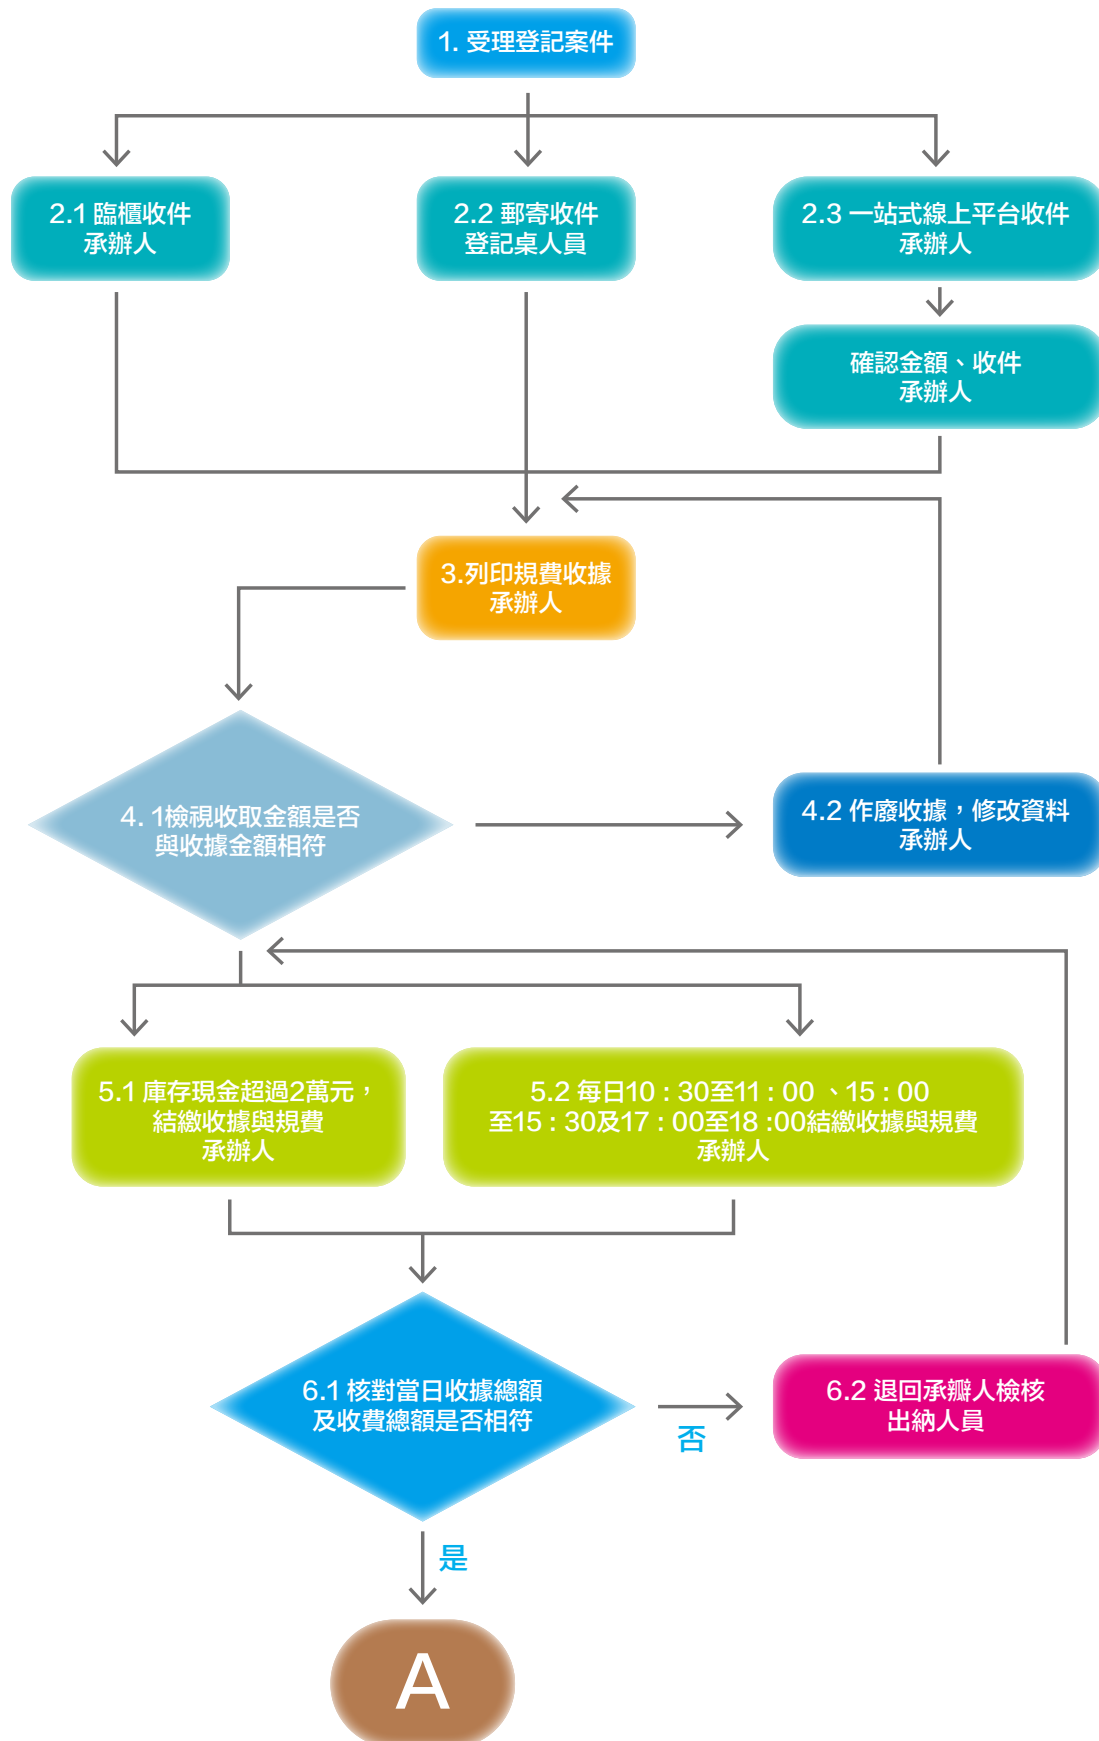 1. 受理登記案件
2.1 臨櫃收件
承辦人
2.2 郵寄收件
登記桌人員
2.3 一站式線上平台收件
承辦人
確認金額、收件
承辦人
3.列印規費收據
承辦人
4. 1檢視收取金額是否
與收據金額相符
4.2 作廢收據，修改資料
承辦人
5.1 庫存現金超過2萬元，
結繳收據與規費
承辦人
5.2 每日10：30至11：00 、15：00
至15：30及17：00至18：00結繳收據與規費
承辦人
6.1 核對當日收據總額
及收費總額是否相符
否
6.2 退回承瓣人檢核
出納人員
是
A